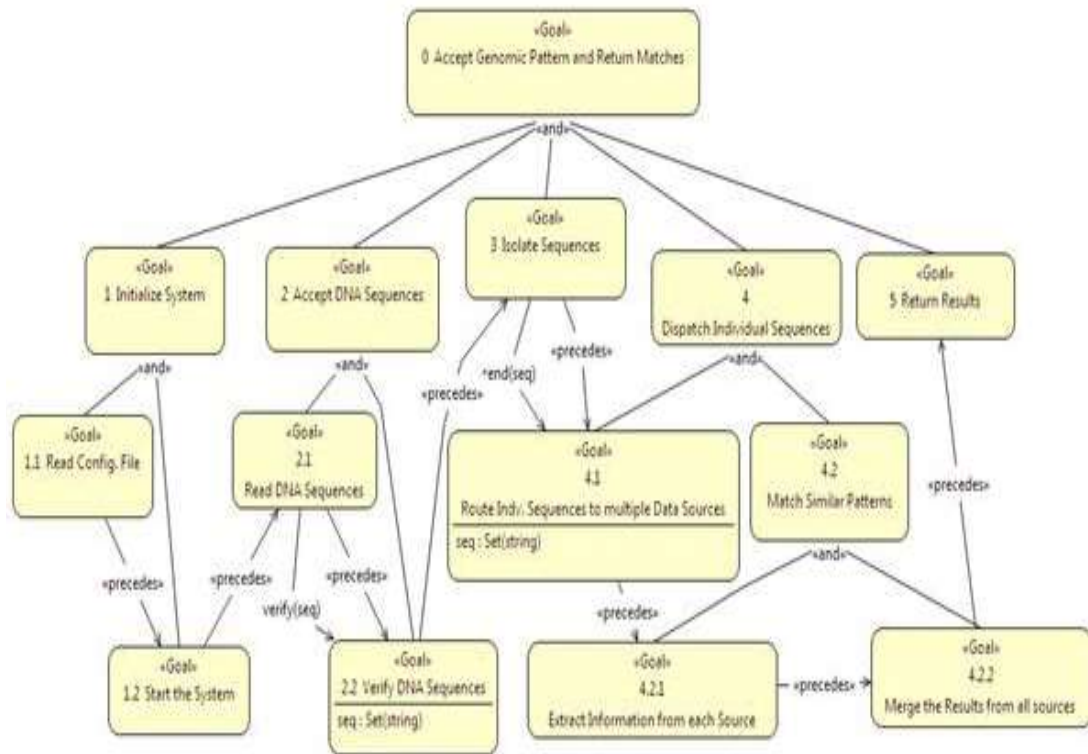 «Goal»
0 Accept Genomic Pattern and Return Matches
«and»
«Goal»
3 Isolate Sequences
«Goal»
1 Initialize System
«Goal»
2 Accept DNA Sequences
«Goal»
4
Dispatch Individual Sequences
«Goal»
5 Return Results
«and»
«and»
«precedes»
«precedes»
end(seq)
«and»
«Goal»
1.1 Read Config. File
«Goal»
2.1
Read DNA Sequences
«Goal»
4.1
Route Indv. Sequences to multiple Data Sources
seq : Set(string)
«Goal»
4.2
Match Similar Patterns
«precedes»
«and»
«precedes»
«precedes»
«precedes»
verify(seq)
«precedes»
«Goal»
1.2 Start the System
«Goal»
2.2 Verify DNA Sequences
seq : Set(string)
«Goal»
4.2.1
Extract Information from each Source
«precedes»
«Goal»
4.2.2
Merge the Results from all sources